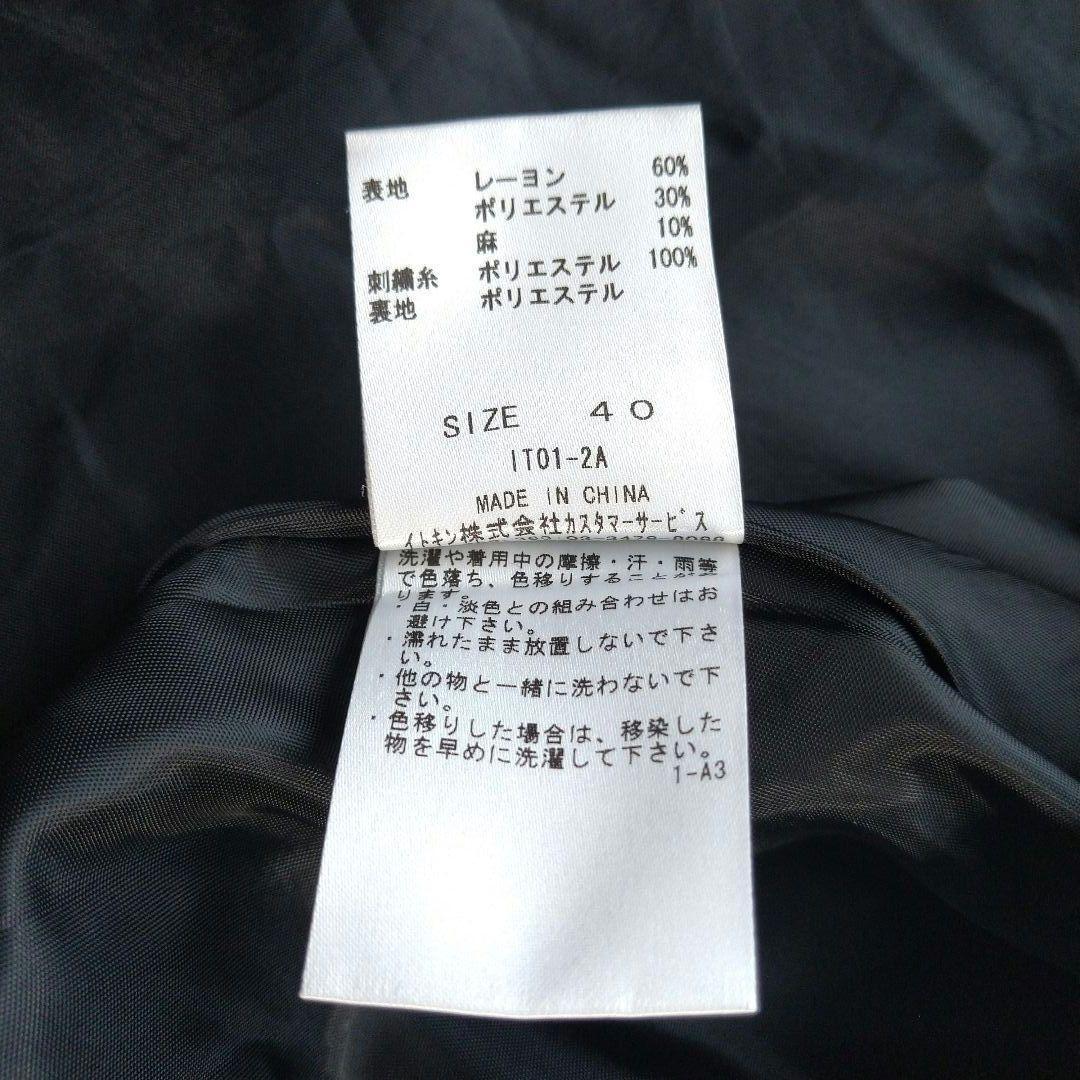 表地 レーヨン 60%
ポリエステル 30%
麻 10%
刺繍糸 ポリエステル 100%
裏地 ポリエステル
SIZE 40
IT01-2A
MADE IN CHINA
イトキン株式会社カスタマーサービス
洗濯や着用中の摩擦・汗・雨等
で色落ち、色移りすることがあ
ります。
・白・淡色との組み合わせはお
避け下さい。
・濡れたまま放置しないで下さ
い。
・他の物と一緒に洗わないで下
さい。
・色移りした場合は、移染した
物を早めに洗濯して下さい。
1-A3